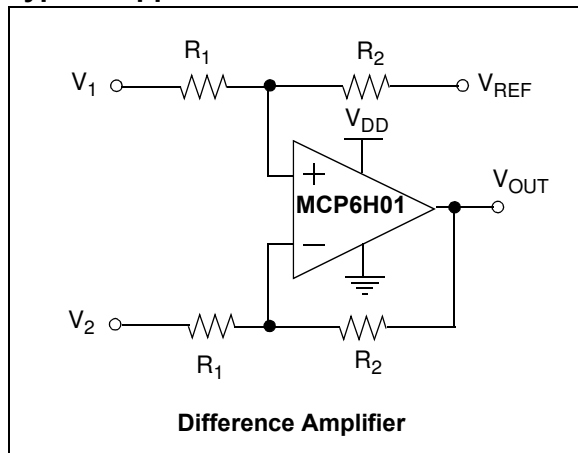 R1
R2
V1
VREF
VDD
+
MCP6H01
VOUT
−
V2
R1
R2
Difference Amplifier